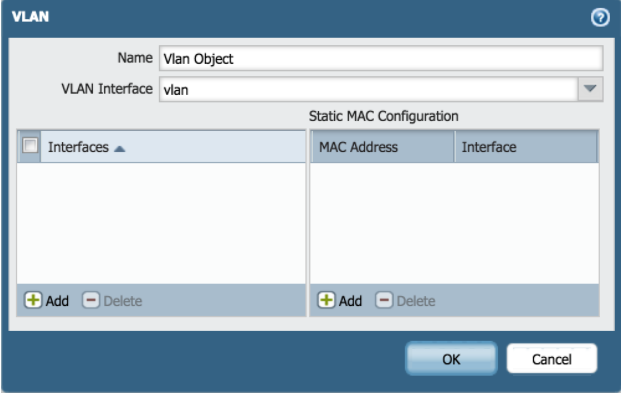 VLAN
Name Vlan Object
VLAN Interface vlan
Static MAC Configuration
Interfaces MAC Address Interface
Add Delete Add Delete
OK Cancel